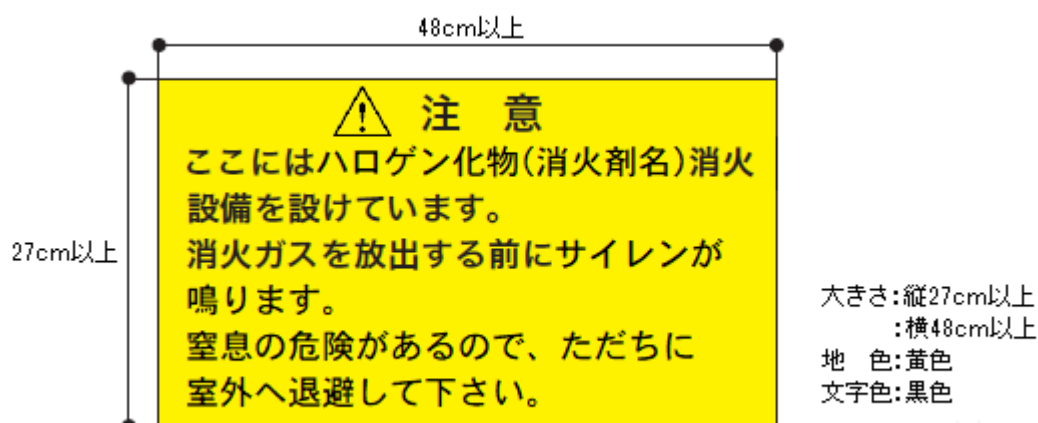 48cm以上
27cm以上
注　意
ここにはハロゲン化物(消火剤名)消火
設備を設けています。
消火ガスを放出する前にサイレンが
鳴ります。
窒息の危険があるので、ただちに
室外へ退避して下さい。
大きさ:縦27cm以上
:横48cm以上
地　色:黄色
文字色:黒色